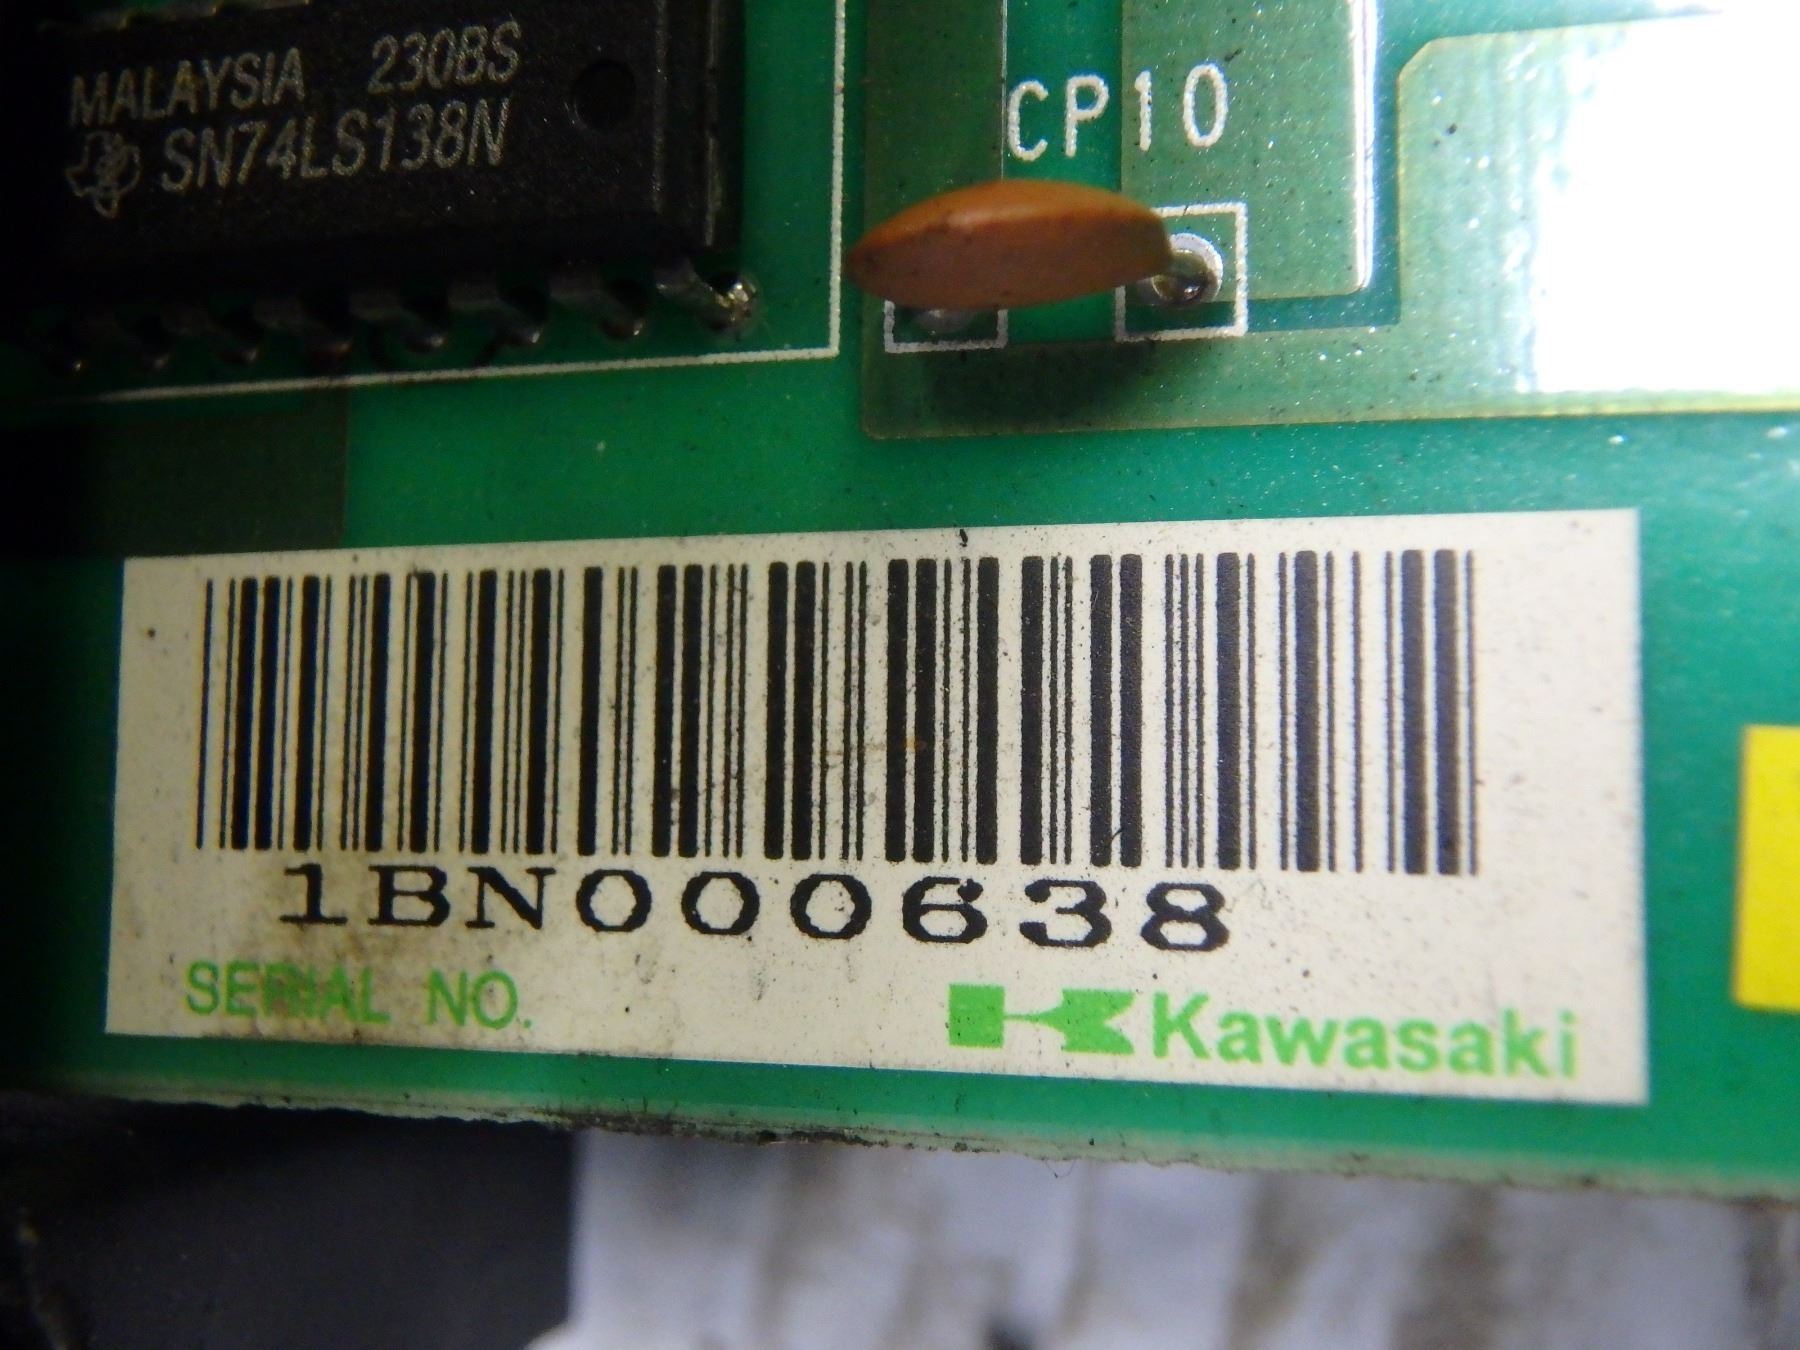 MALAYSIA 230BS
SN74LS138N
CP10
1BN000638
SERIAL NO.
Kawasaki